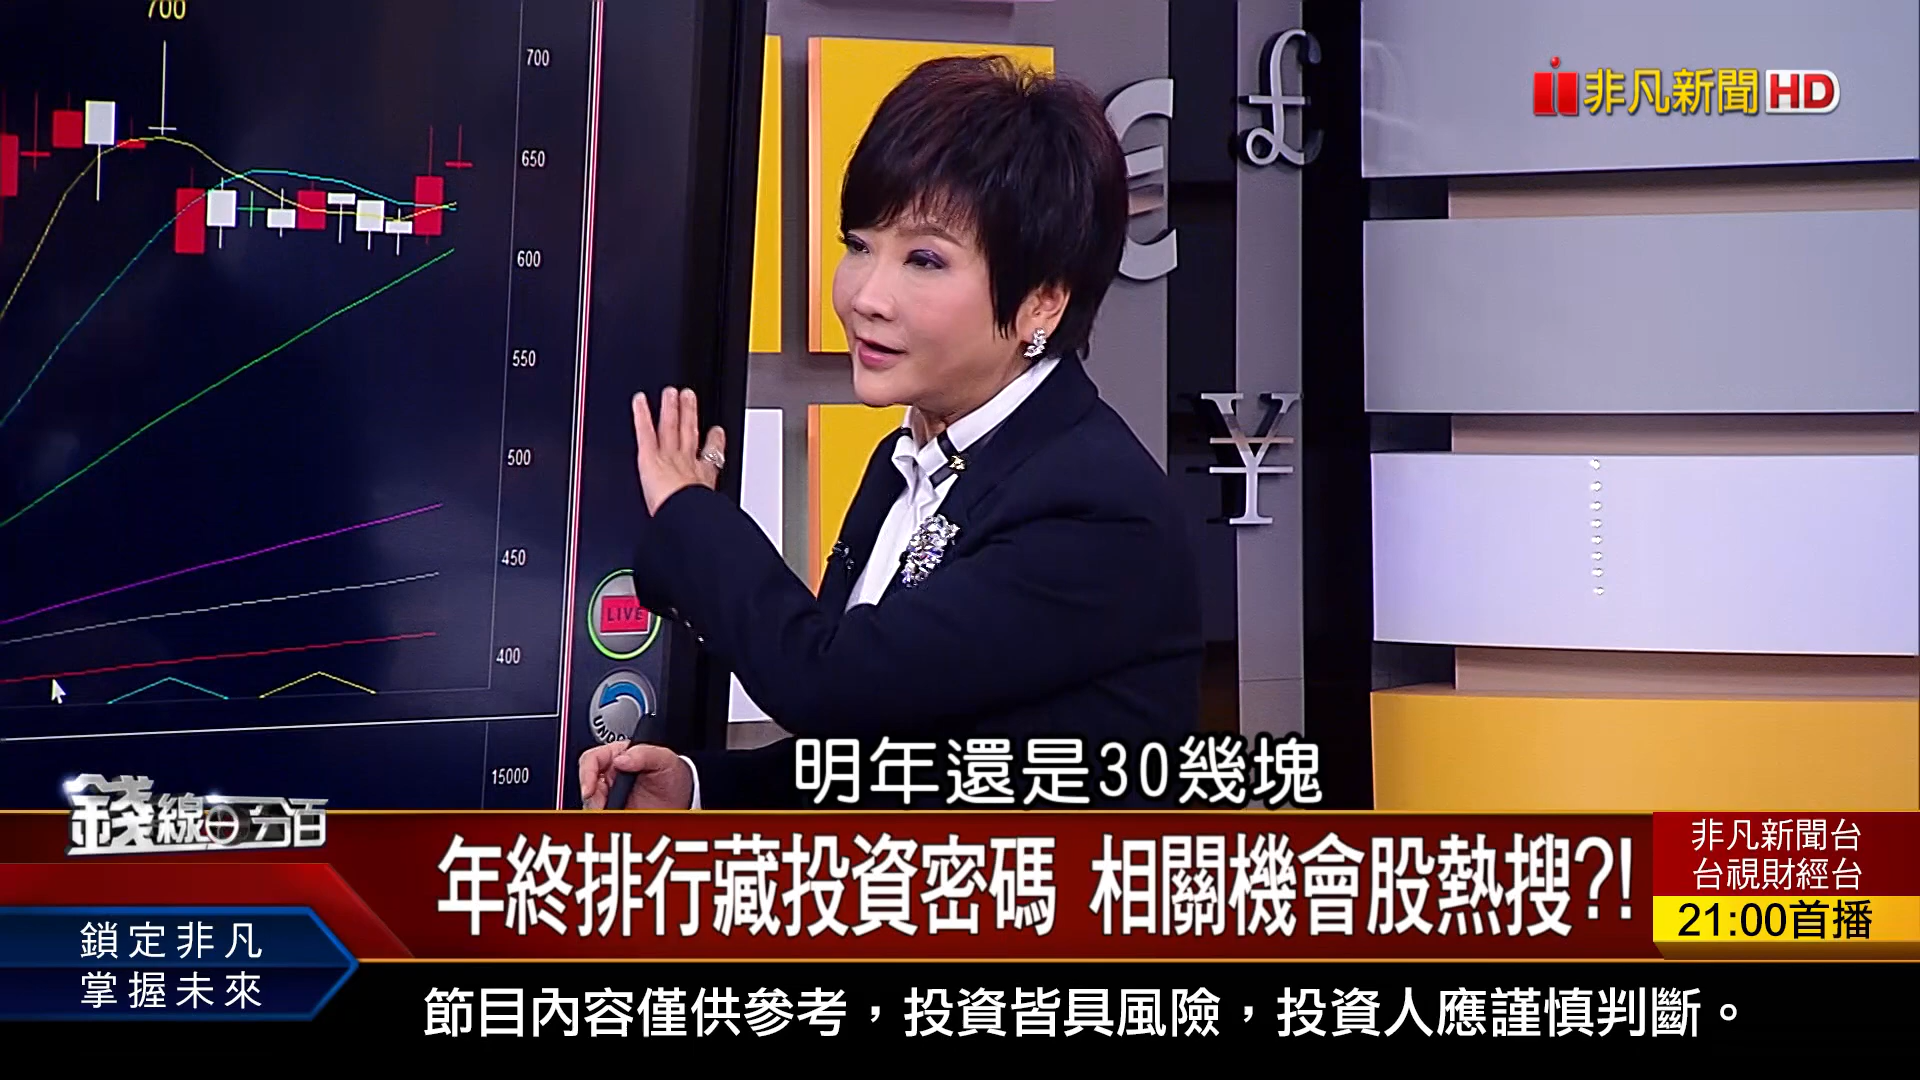 700
700
650
600
550
500
450
400
15000
非凡新聞HD
LIVE
UNDO
明年還是30幾塊
錢線百分百
年終排行藏投資密碼 相關機會股熱搜?!
非凡新聞台
台視財經台
21:00首播
鎖定非凡
掌握未來
節目內容僅供參考，投資皆具風險，投資人應謹慎判斷。